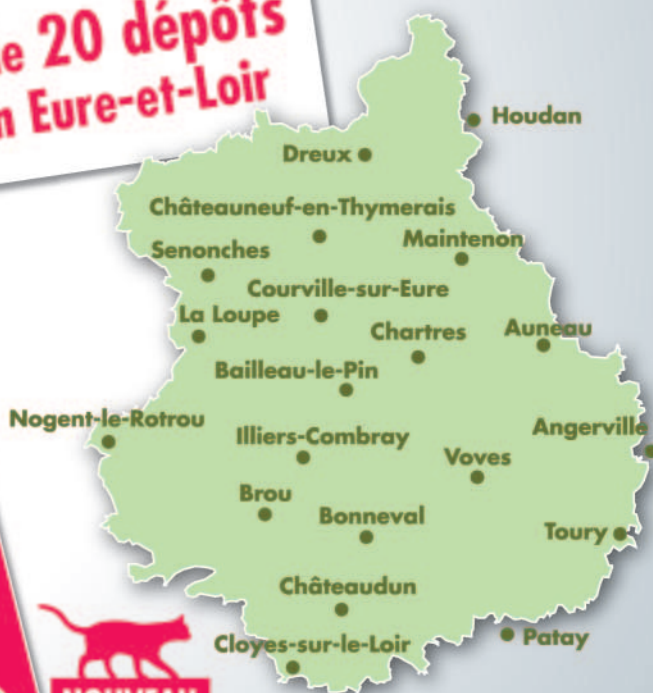 20 dépôts
Eure-et-Loir
Houdan
Dreux
Châteauneuf-en-Thymerais
Senonches
Maintenon
Courville-sur-Eure
La Loupe
Chartres
Auneau
Bailleau-le-Pin
Nogent-le-Rotrou
Illiers-Combray
Angerville
Voves
Brou
Bonneval
Toury
Châteaudun
Cloyes-sur-le-Loir
Patay
NOUVEAU